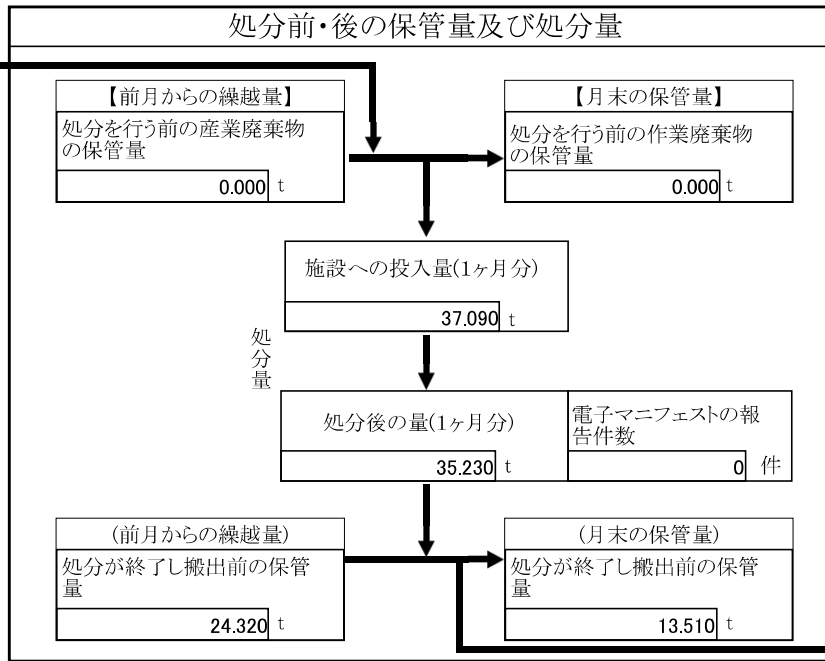 処分前・後の保管量及び処分量
【前月からの繰越量】
処分を行う前の産業廃棄物
の保管量
0.000 t
【月末の保管量】
処分を行う前の作業廃棄物
の保管量
0.000 t
施設への投入量(1ヶ月分)
37.090 t
処分量
処分後の量(1ヶ月分)
35.230 t
電子マニフェストの報
告件数
0 件
(前月からの繰越量)
処分が終了し搬出前の保管
量
24.320 t
(月末の保管量)
処分が終了し搬出前の保管
量
13.510 t